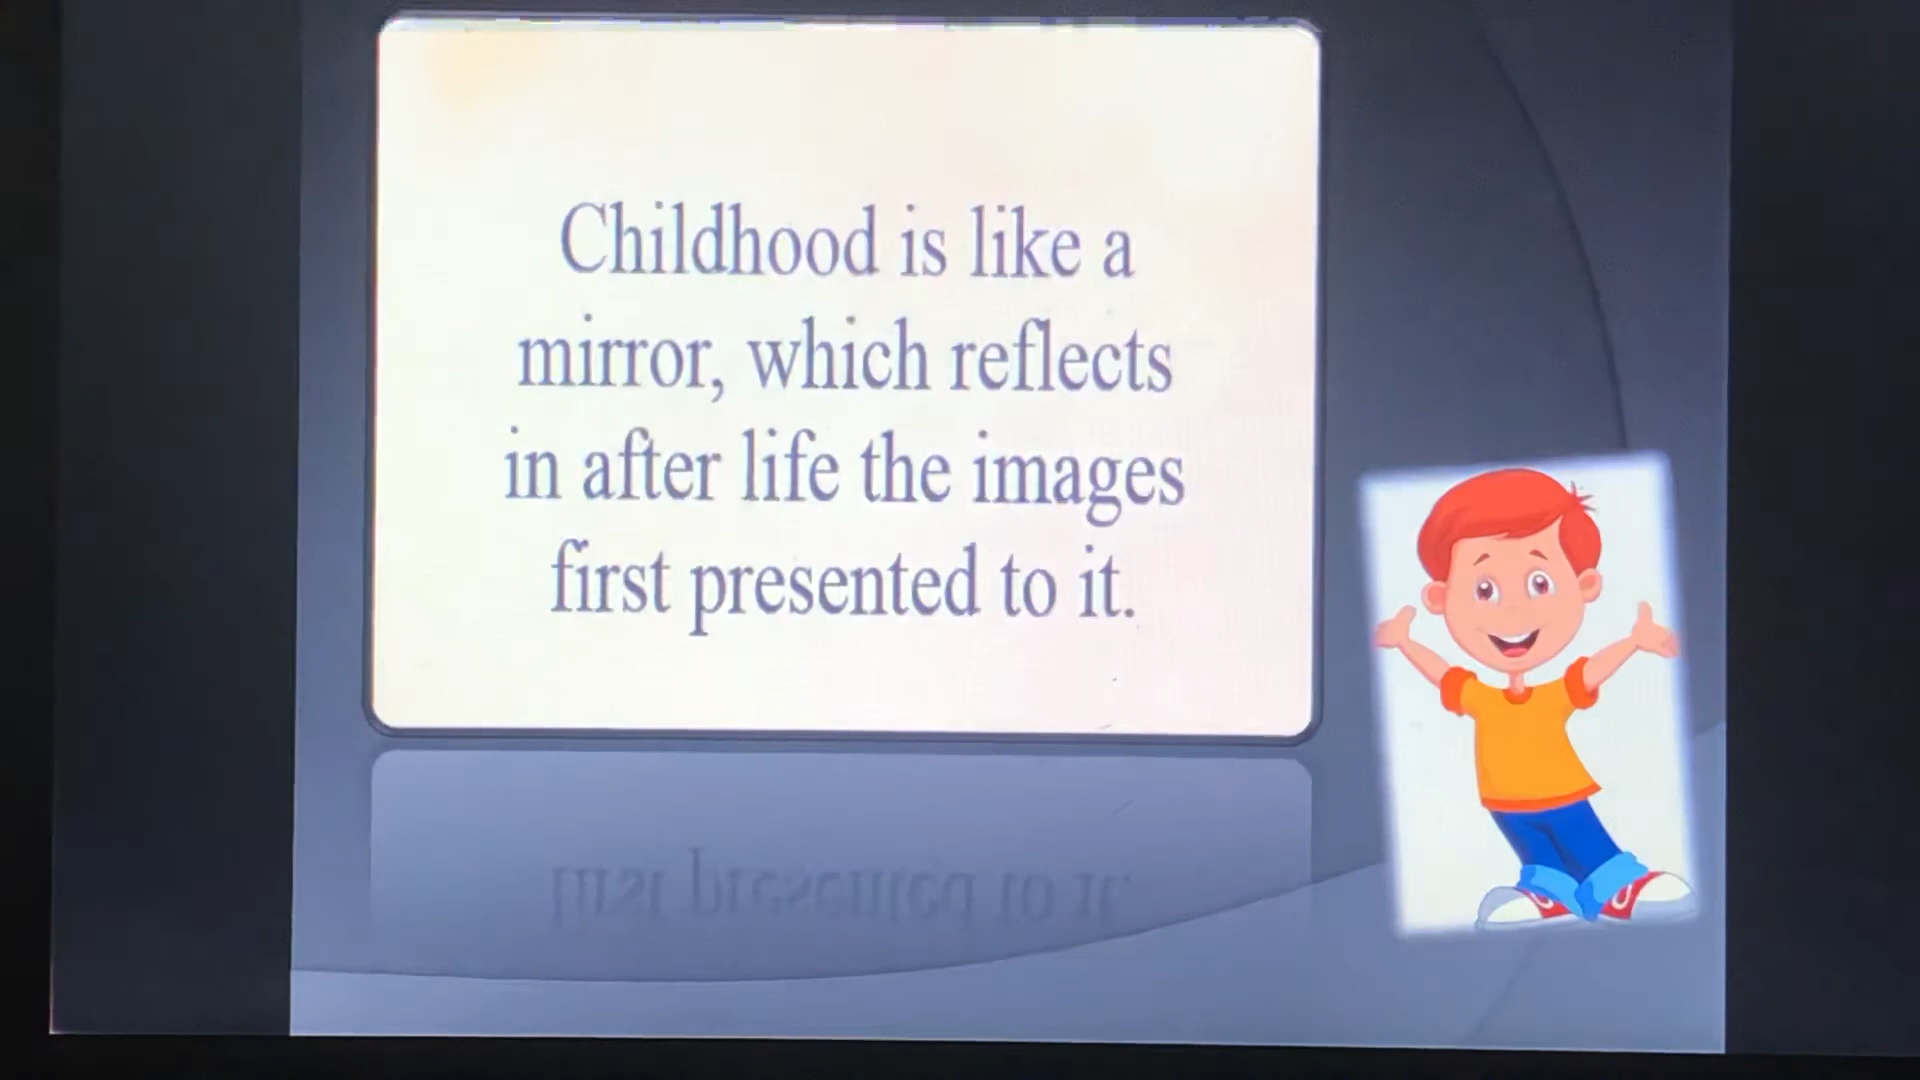 Childhood is like a
mirror, which reflects
in after life the images
first presented to it.